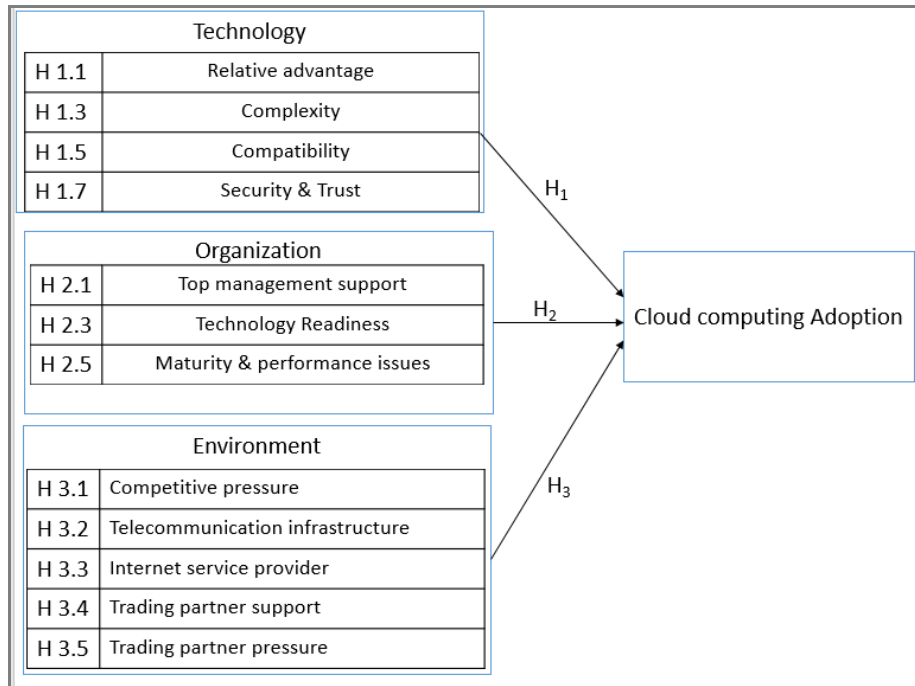 Technology
H 1.1 Relative advantage
H 1.3 Complexity
H 1.5 Compatibility
H 1.7 Security & Trust
H₁
Organization
H 2.1 Top management support
H 2.3 Technology Readiness
H 2.5 Maturity & performance issues
H₂
Cloud computing Adoption
Environment
H 3.1 Competitive pressure
H 3.2 Telecommunication infrastructure
H 3.3 Internet service provider
H 3.4 Trading partner support
H 3.5 Trading partner pressure
H₃